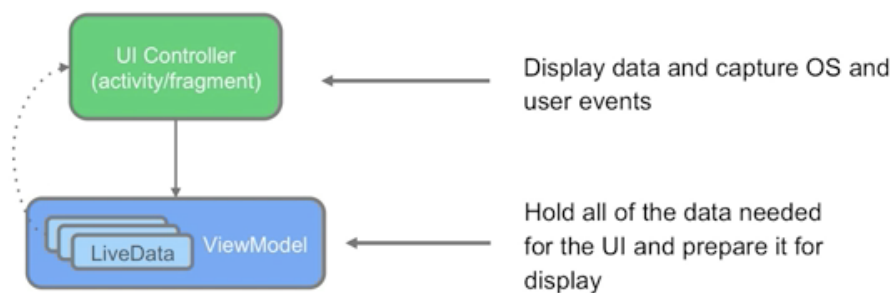 UI Controller
(activity/fragment)
Display data and capture OS and
user events
LiveData
ViewModel
Hold all of the data needed
for the UI and prepare it for
display